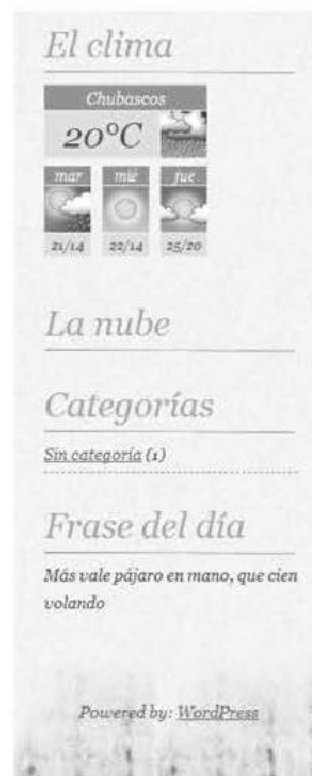 El clima
Chubascos
20°C
mar mié jue
21/14 22/14 25/20
La nube
Categorías
Sin categoría (1)
Frase del día
Más vale pájaro en mano, que cien
volando
Powered by: WordPress